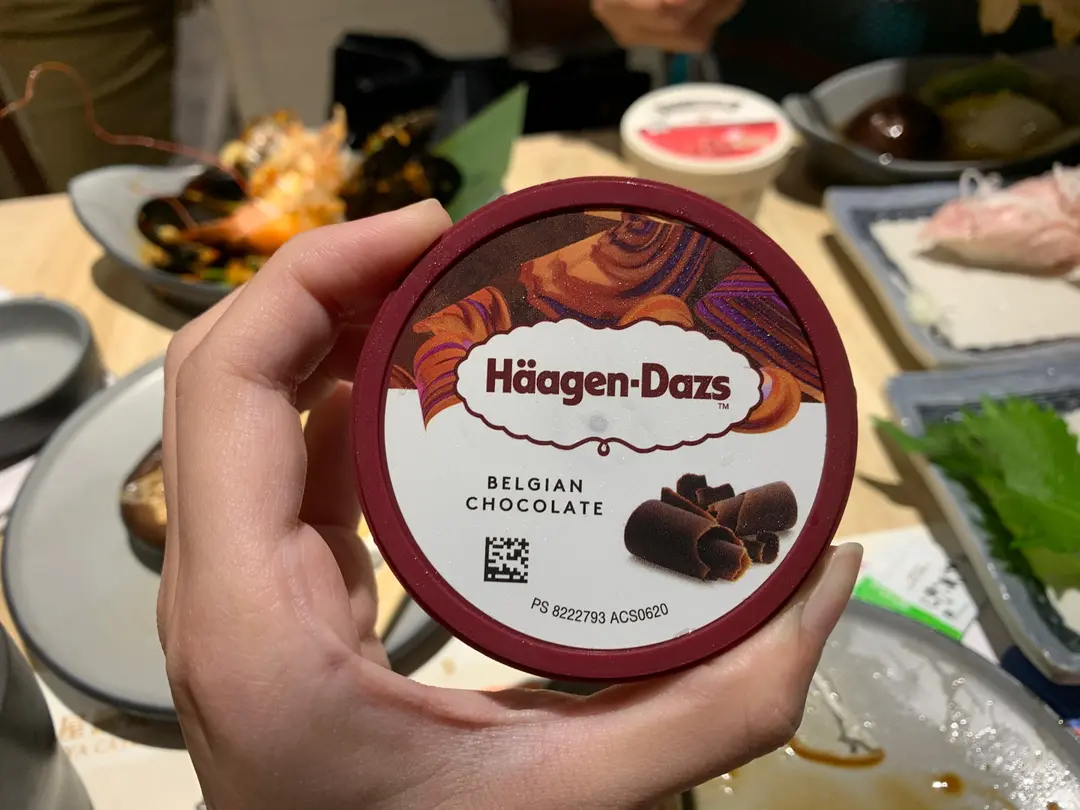 Häagen-Dazs
TM
BELGIAN
CHOCOLATE
PS 8222793 ACS0620